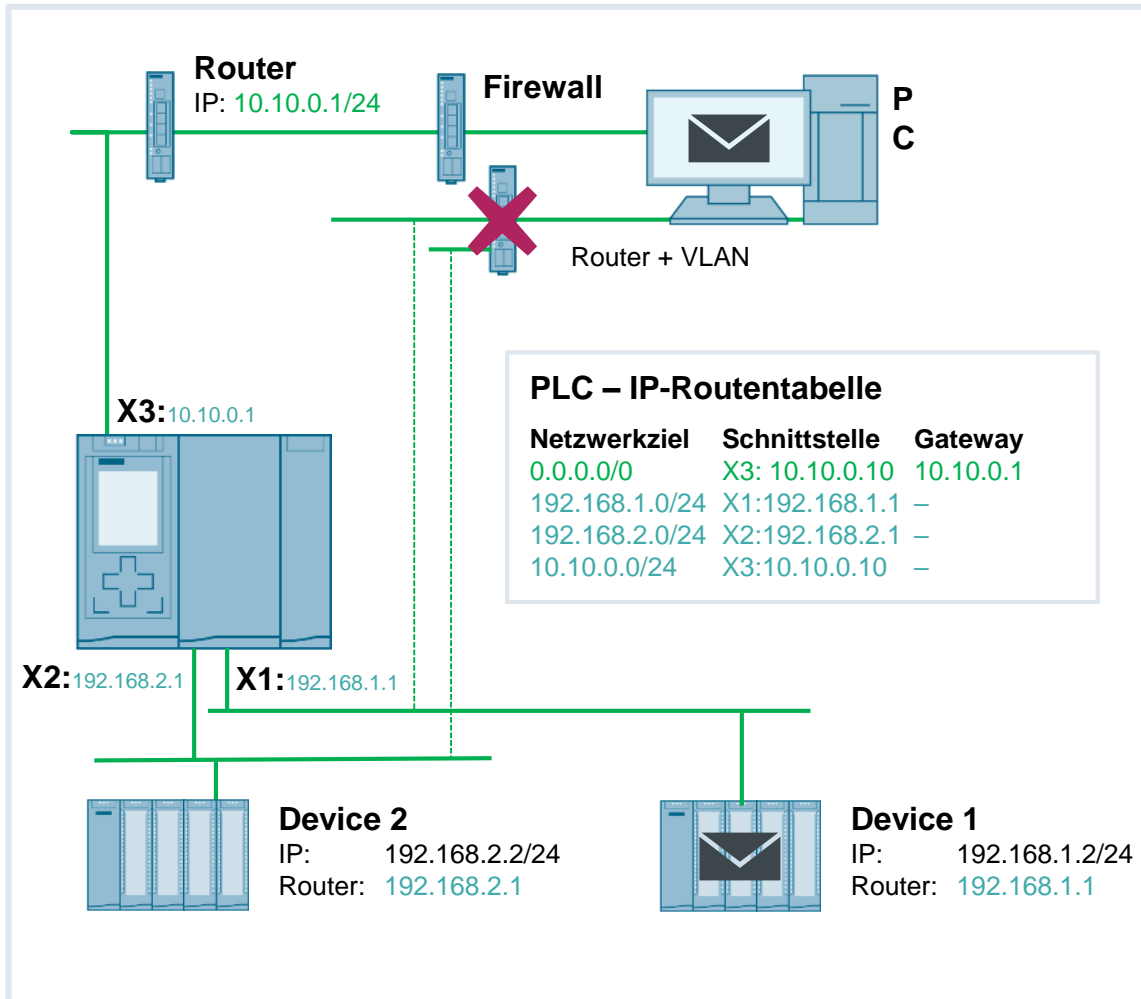 Router
IP: 10.10.0.1/24
Firewall
P
C
Router + VLAN
X3:10.10.0.1
PLC – IP-Routentabelle
Netzwerkziel Schnittstelle Gateway
0.0.0.0/0 X3: 10.10.0.10 10.10.0.1
192.168.1.0/24 X1:192.168.1.1 –
192.168.2.0/24 X2:192.168.2.1 –
10.10.0.0/24 X3:10.10.0.10 –
X2:192.168.2.1 X1:192.168.1.1
Device 2
IP: 192.168.2.2/24
Router: 192.168.2.1
Device 1
IP: 192.168.1.2/24
Router: 192.168.1.1